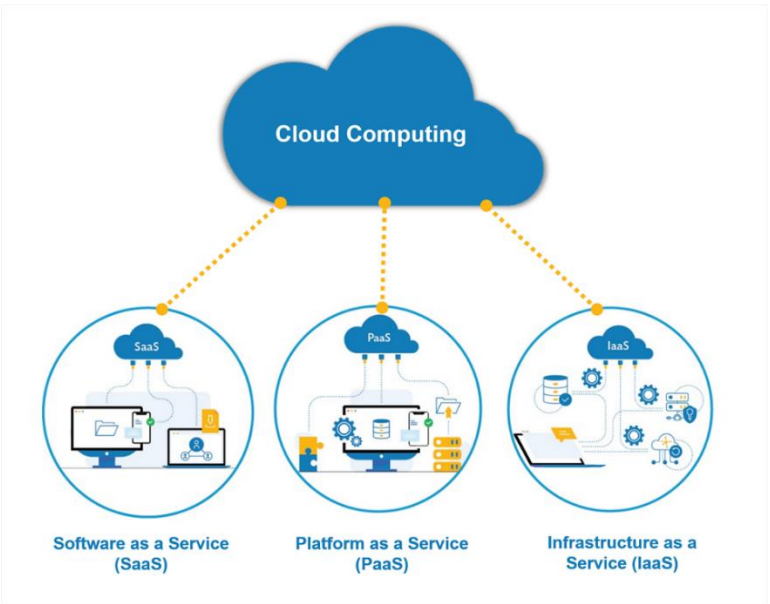 Cloud Computing
SaaS
PaaS
IaaS
Software as a Service
(SaaS)
Platform as a Service
(PaaS)
Infrastructure as a
Service (IaaS)